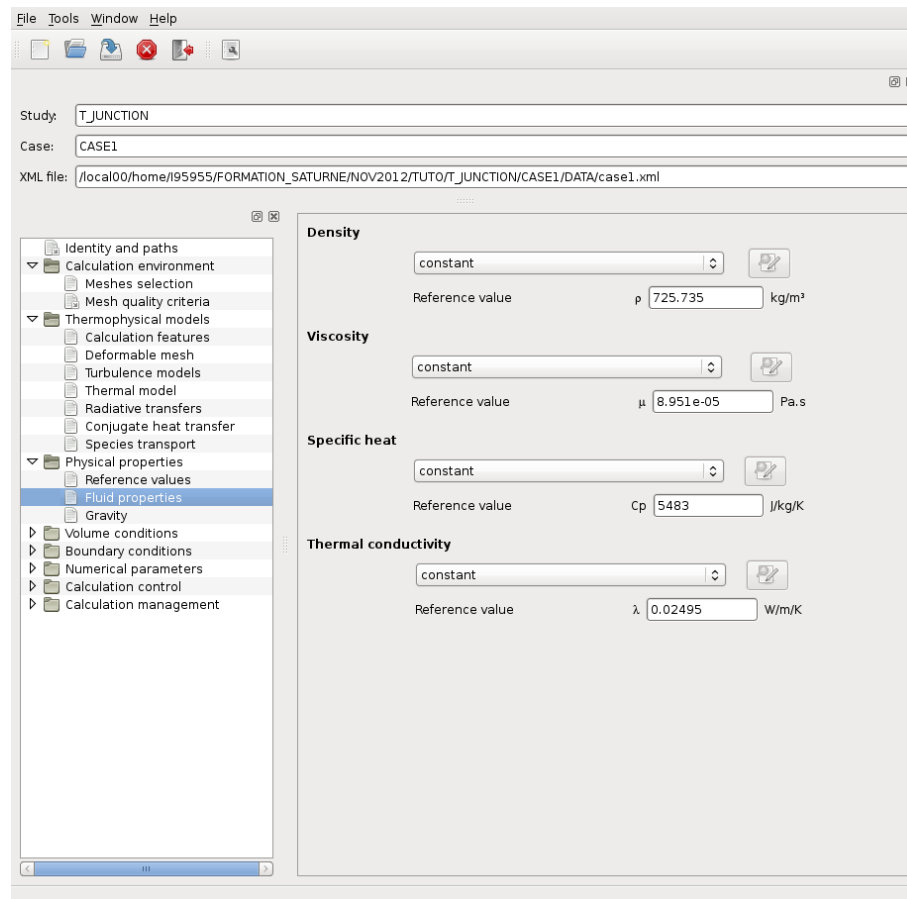 File Tools Window Help
Study: T_JUNCTION
Case: CASE1
XML file: /local00/home/I95955/FORMATION_SATURNE/NOV2012/TUTO/T_JUNCTION/CASE1/DATA/case1.xml
Identity and paths
Calculation environment
Meshes selection
Mesh quality criteria
Thermophysical models
Calculation features
Deformable mesh
Turbulence models
Thermal model
Radiative transfers
Conjugate heat transfer
Species transport
Physical properties
Reference values
Fluid properties
Gravity
Volume conditions
Boundary conditions
Numerical parameters
Calculation control
Calculation management
Density
constant
Reference value ρ 725.735 kg/m³
Viscosity
constant
Reference value μ 8.951e-05 Pa.s
Specific heat
constant
Reference value Cp 5483 J/kg/K
Thermal conductivity
constant
Reference value λ 0.02495 W/m/K